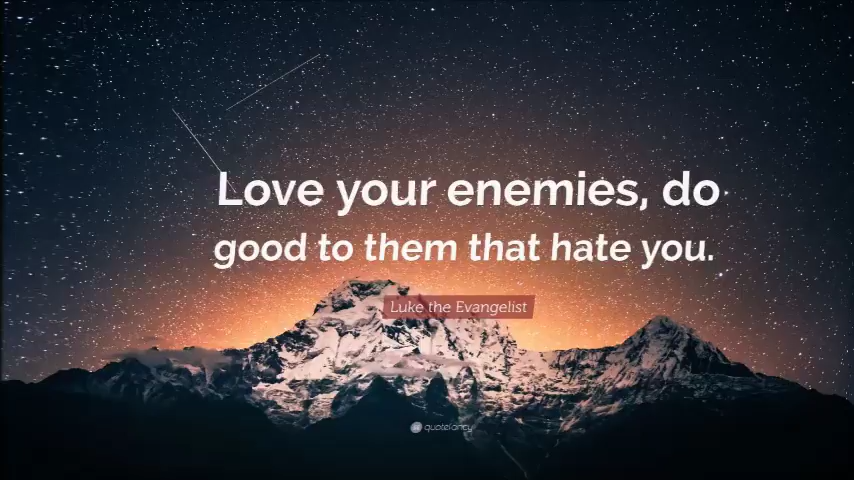 Love your enemies, do
good to them that hate you.
Luke the Evangelist
quotefancy